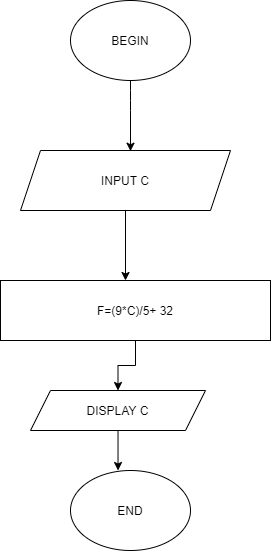 BEGIN
INPUT C
F=(9*C)/5+ 32
DISPLAY C
END